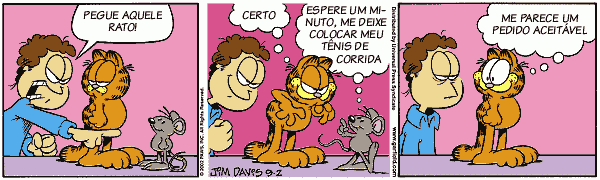 PEGUE AQUELE
RATO!
© 2002 PAWS, INC. All Rights Reserved.
CERTO
ESPERE UM MI-
NUTO, ME DEIXE
COLOCAR MEU
TÊNIS DE
CORRIDA
JIM DAVIS 9-2
Distributed by Universal Press Syndicate
www.garfield.com
ME PARECE UM
PEDIDO ACEITÁVEL